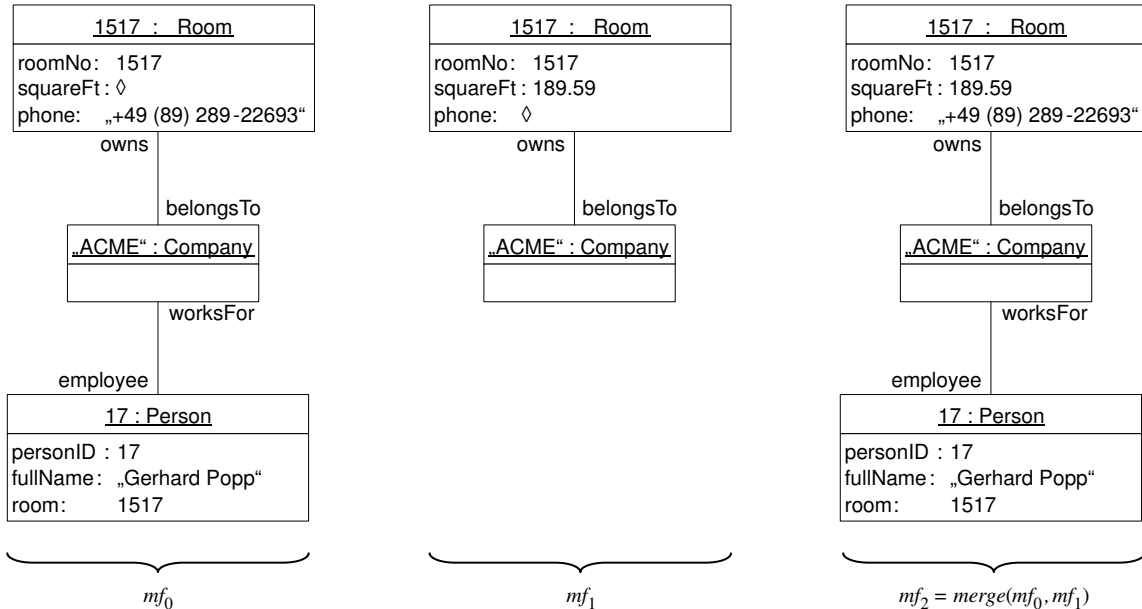 1517 : Room
roomNo: 1517
squareFt : ◊
phone: „+49 (89) 289-22693“
owns
belongsTo
„ACME“ : Company
worksFor
employee
17 : Person
personID : 17
fullName: „Gerhard Popp“
room: 1517
mf0
1517 : Room
roomNo: 1517
squareFt : 189.59
phone: ◊
owns
belongsTo
„ACME“ : Company
mf1
1517 : Room
roomNo: 1517
squareFt : 189.59
phone: „+49 (89) 289-22693“
owns
belongsTo
„ACME“ : Company
worksFor
employee
17 : Person
personID : 17
fullName: „Gerhard Popp“
room: 1517
mf2 = merge(mf0, mf1)